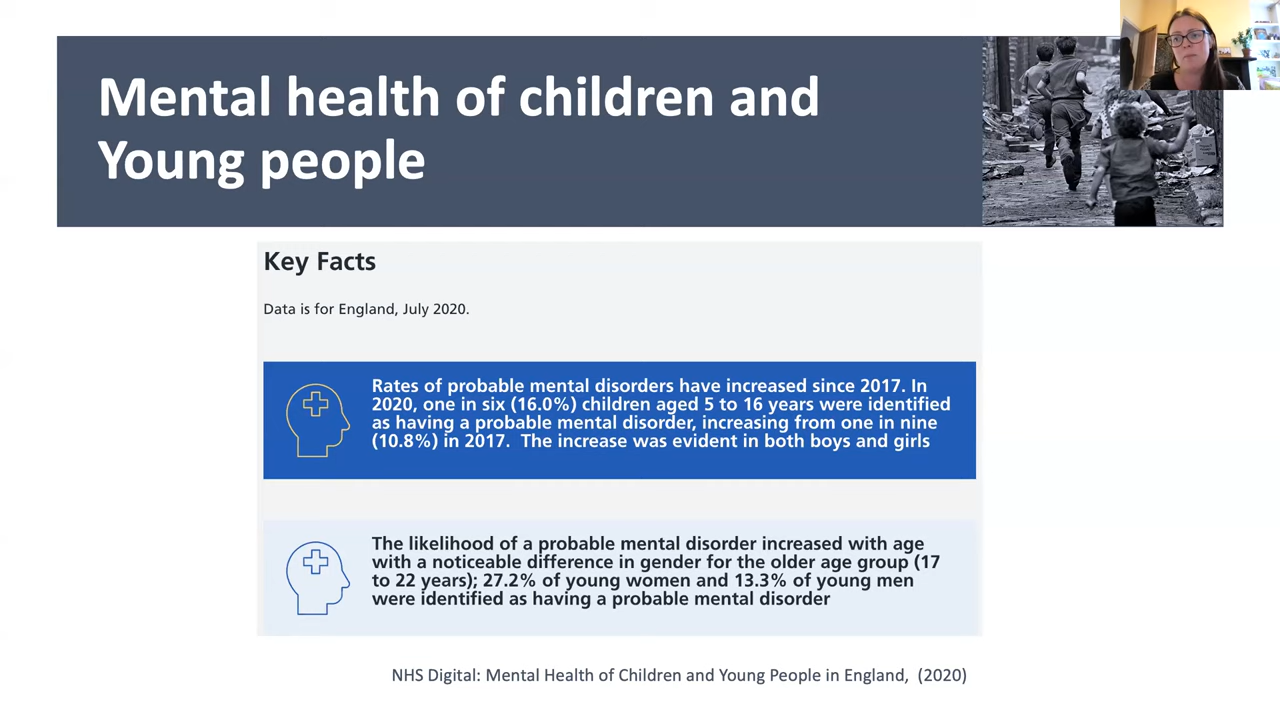 Mental health of children and
Young people
Key Facts
Data is for England, July 2020.
Rates of probable mental disorders have increased since 2017. In
2020, one in six (16.0%) children aged 5 to 16 years were identified
as having a probable mental disorder, increasing from one in nine
(10.8%) in 2017.  The increase was evident in both boys and girls
The likelihood of a probable mental disorder increased with age
with a noticeable difference in gender for the older age group (17
to 22 years); 27.2% of young women and 13.3% of young men
were identified as having a probable mental disorder
NHS Digital: Mental Health of Children and Young People in England,  (2020)